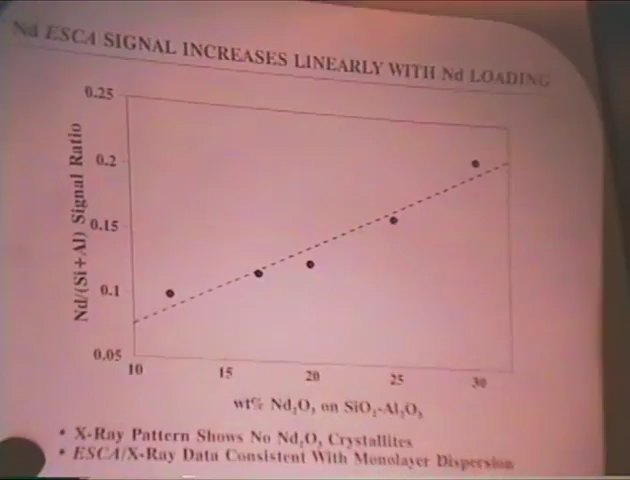 Nd ESCA SIGNAL INCREASES LINEARLY WITH Nd LOADING
0.25
0.2
0.15
0.1
0.05
Nd/(Si+Al) Signal Ratio
10 15 20 25 30
wt% Nd₂O₃ on SiO₂-Al₂O₃
• X-Ray Pattern Shows No Nd₂O₃ Crystallites
• ESCA/X-Ray Data Consistent With Monolayer Dispersion